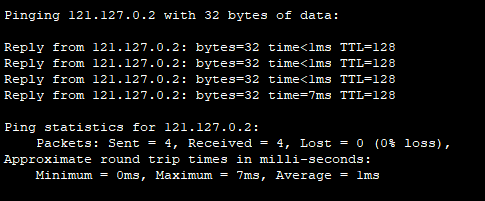 Pinging 121.127.0.2 with 32 bytes of data:
Reply from 121.127.0.2: bytes=32 time<1ms TTL=128
Reply from 121.127.0.2: bytes=32 time<1ms TTL=128
Reply from 121.127.0.2: bytes=32 time<1ms TTL=128
Reply from 121.127.0.2: bytes=32 time=7ms TTL=128
Ping statistics for 121.127.0.2:
Packets: Sent = 4, Received = 4, Lost = 0 (0% loss),
Approximate round trip times in milli-seconds:
Minimum = 0ms, Maximum = 7ms, Average = 1ms